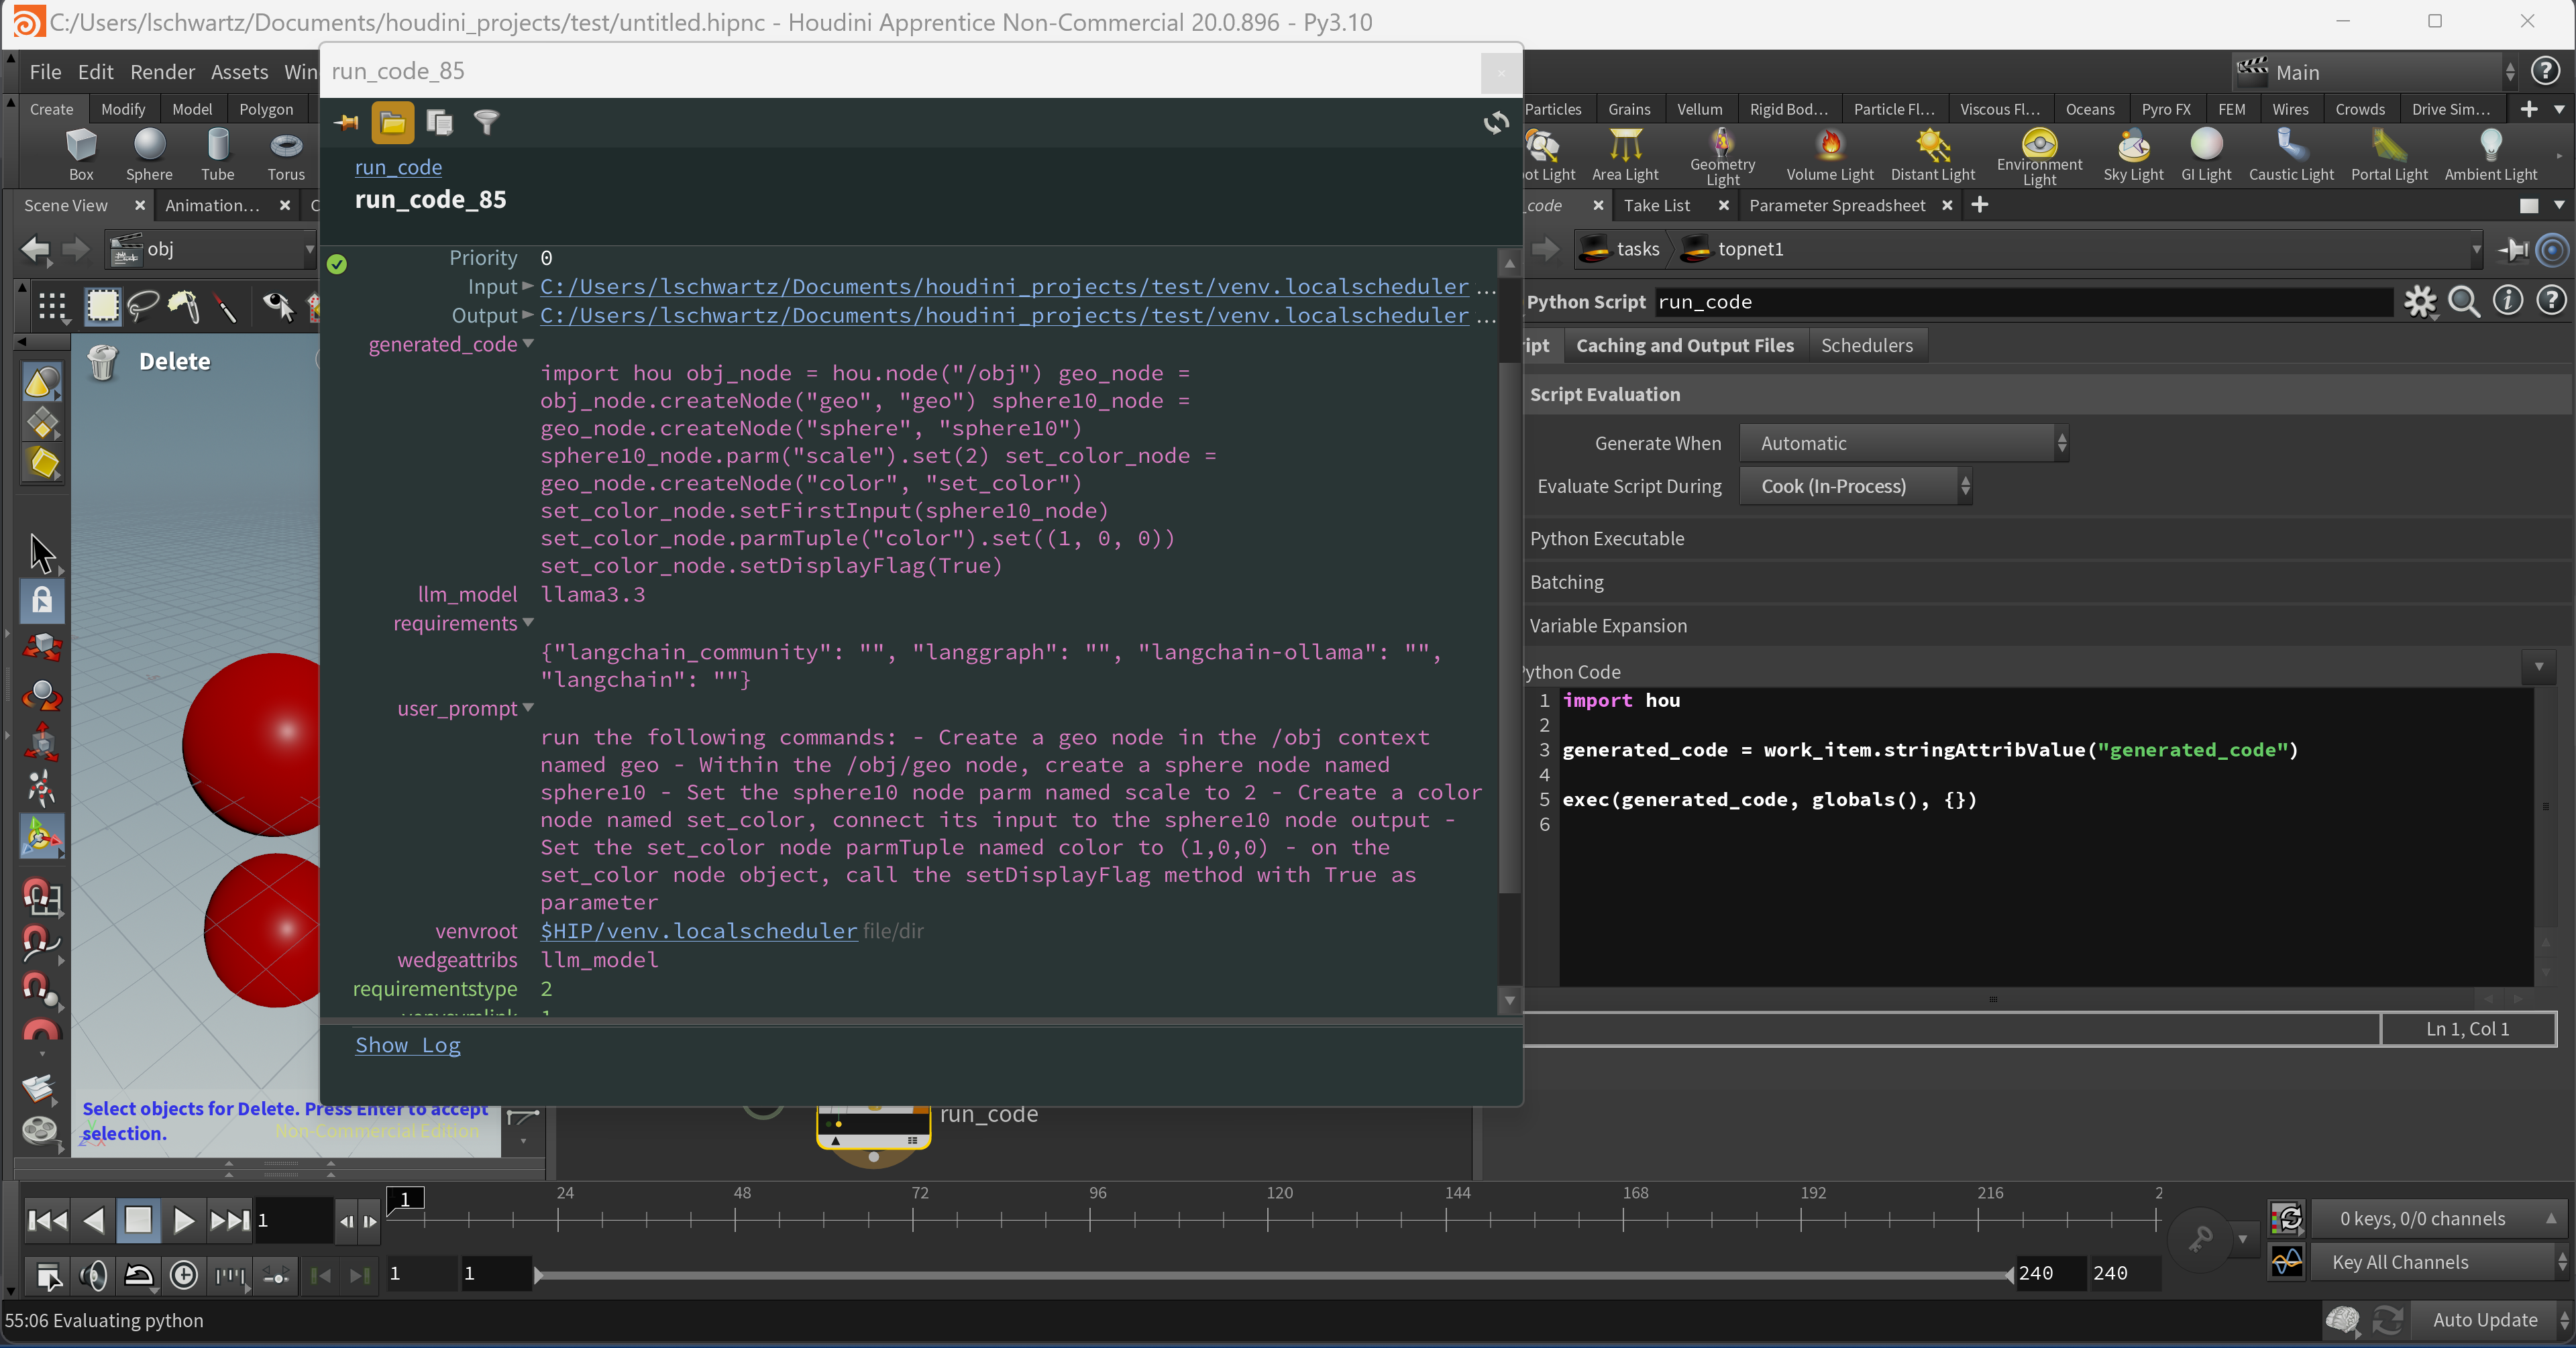 C:/Users/lschwartz/Documents/houdini_projects/test/untitled.hipnc - Houdini Apprentice Non-Commercial 20.0.896 - Py3.10
File Edit Render Assets Win
Main
Create Modify Model Polygon
Particles Grains Vellum Rigid Bod... Particle Fl... Viscous Fl... Oceans Pyro FX FEM Wires Crowds Drive Sim...
Box Sphere Tube Torus
ot Light Area Light Geometry Light Volume Light Distant Light Environment Light Sky Light GI Light Caustic Light Portal Light Ambient Light
Scene View Animation... C
_code Take List Parameter Spreadsheet
obj
tasks topnet1
Delete
Select objects for Delete. Press Enter to accept
selection.
Non-Commercial Edition
run_code_85
run_code
run_code_85
Priority 0
Input C:/Users/lschwartz/Documents/houdini_projects/test/venv.localscheduler ...
Output C:/Users/lschwartz/Documents/houdini_projects/test/venv.localscheduler ...
generated_code
import hou obj_node = hou.node("/obj") geo_node =
obj_node.createNode("geo", "geo") sphere10_node =
geo_node.createNode("sphere", "sphere10")
sphere10_node.parm("scale").set(2) set_color_node =
geo_node.createNode("color", "set_color")
set_color_node.setFirstInput(sphere10_node)
set_color_node.parmTuple("color").set((1, 0, 0))
set_color_node.setDisplayFlag(True)
llm_model llama3.3
requirements
{"langchain_community": "", "langgraph": "", "langchain-ollama": "",
"langchain": ""}
user_prompt
run the following commands: - Create a geo node in the /obj context
named geo - Within the /obj/geo node, create a sphere node named
sphere10 - Set the sphere10 node parm named scale to 2 - Create a color
node named set_color, connect its input to the sphere10 node output -
Set the set_color node parmTuple named color to (1,0,0) - on the
set_color node object, call the setDisplayFlag method with True as
parameter
venvroot $HIP/venv.localscheduler file/dir
wedgeattribs llm_model
requirementstype 2
Show Log
run_code
Python Script run_code
ipt Caching and Output Files Schedulers
Script Evaluation
Generate When Automatic
Evaluate Script During Cook (In-Process)
Python Executable
Batching
Variable Expansion
Python Code
1 import hou
2
3 generated_code = work_item.stringAttribValue("generated_code")
4
5 exec(generated_code, globals(), {})
6
Ln 1, Col 1
1
1 24 48 72 96 120 144 168 192 216 2
0 keys, 0/0 channels
1 1 240 240
Key All Channels
55:06 Evaluating python
Auto Update